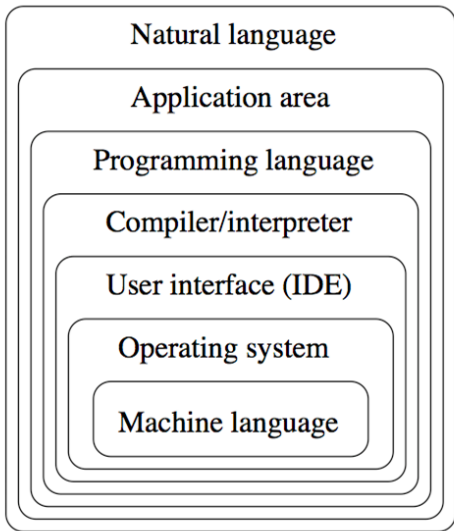 Natural language
Application area
Programming language
Compiler/interpreter
User interface (IDE)
Operating system
Machine language